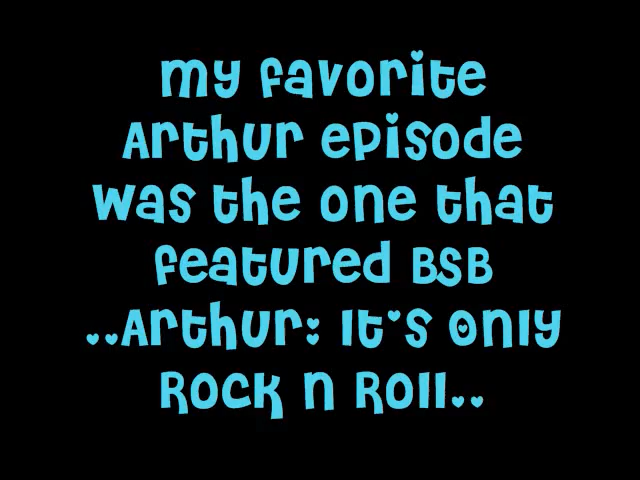 my favorite
Arthur episode
was the one that
featured BSB
..Arthur: It's Only
Rock n Roll..